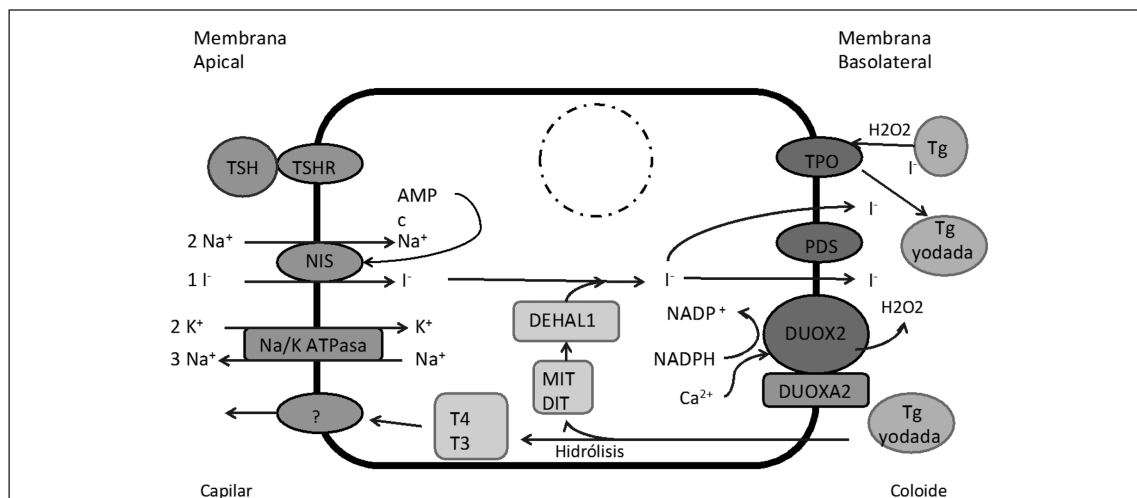 Membrana
Apical
Membrana
Basolateral
TSH
TSHR
AMP
c
2 Na⁺
Na⁺
NIS
1 I⁻
I⁻
2 K⁺
K⁺
Na/K ATPasa
3 Na⁺
Na⁺
?
T4
T3
MIT
DIT
DEHAL1
Hidrólisis
I⁻
NADP⁺
NADPH
Ca²⁺
TPO
H2O2
I⁻
Tg
I⁻
Tg
yodada
PDS
I⁻
DUOX2
H2O2
DUOXA2
Tg
yodada
Capilar
Coloide